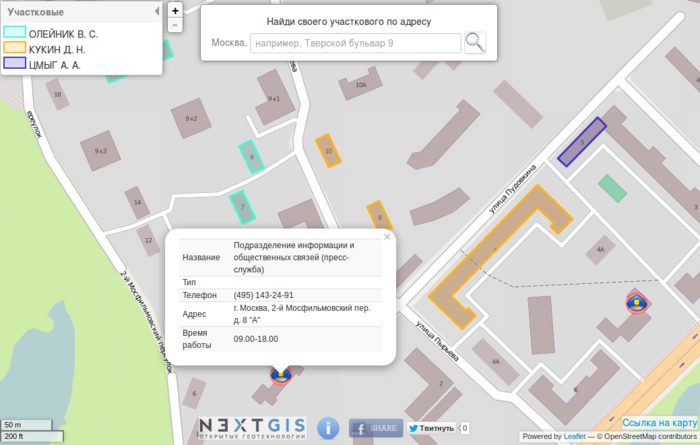 Участковые
ОЛЕЙНИК В. С.
КУКИН Д. Н.
ЦМЫГ А. А.
+
−
Найди своего участкового по адресу
Москва, например, Тверской бульвар 9
18
9к2
9к1
10А
9к3
ереулок
ева
9
10
14
7
8
12
5
3
4А
улица Пудовкина
2-й Мосфильмовский переулок
×
Название Подразделение информации и
общественных связей (пресс-
служба)
Тип
Телефон (495) 143-24-91
Адрес г. Москва, 2-й Мосфильмовский пер.
д. 8 "А"
Время
работы 09.00-18.00
улица Пырьева
4А
2
6
6
50 m
200 ft
NEXTGIS
ОТКРЫТЫЕ ГЕОТЕХНОЛОГИИ
i
f SHARE
Твитнуть
0
Ссылка на карту
Powered by Leaflet — © OpenStreetMap contributors